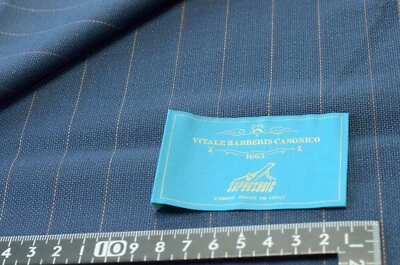 VITALE BARBERIS CANONICO
1663
SUPERSONIC
FABRIC MADE IN ITALY
4 3 2 1 10 9 8 7 6 5 4 3 2 1